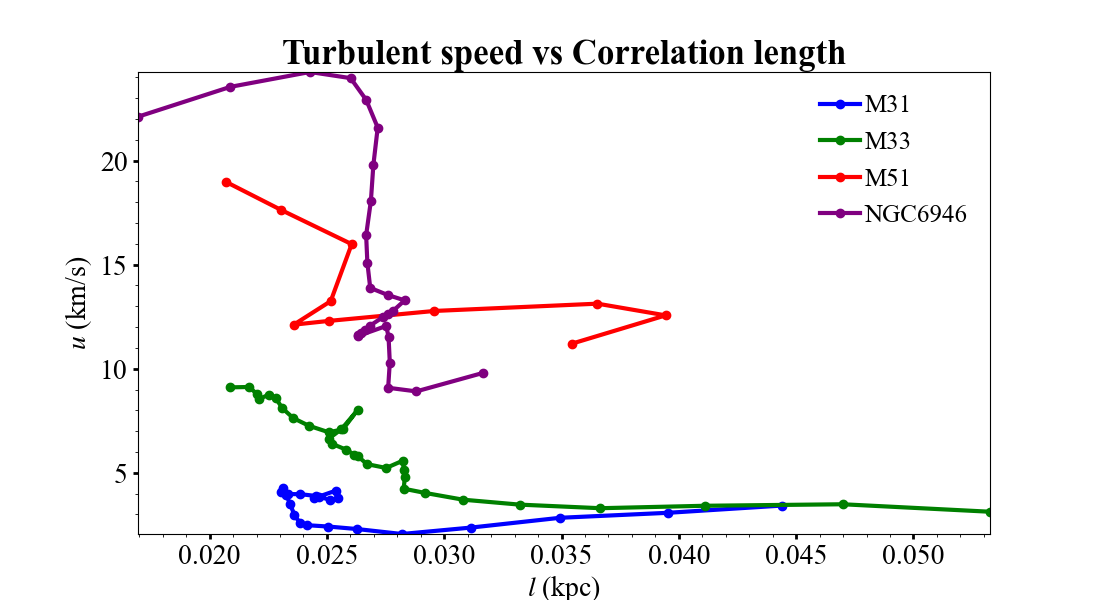 Turbulent speed vs Correlation length
M31
M33
M51
NGC6946
20
15
10
5
u (km/s)
0.020 0.025 0.030 0.035 0.040 0.045 0.050
l (kpc)